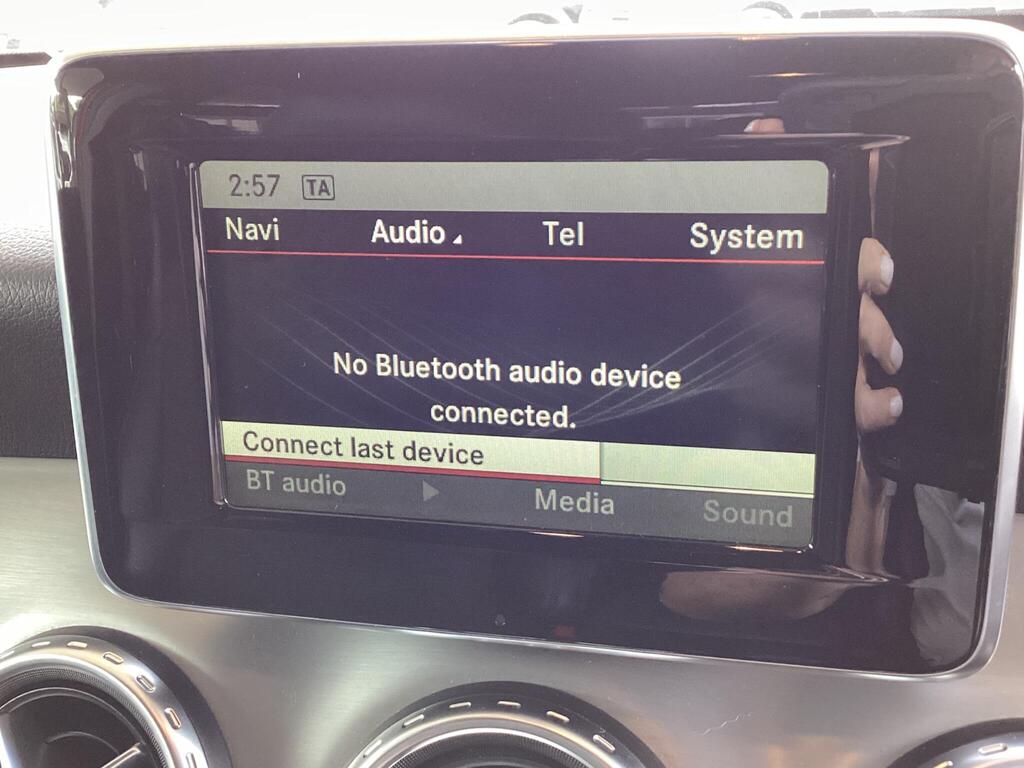 2:57 TA
Navi Audio Tel System
No Bluetooth audio device
connected.
Connect last device
BT audio Media Sound